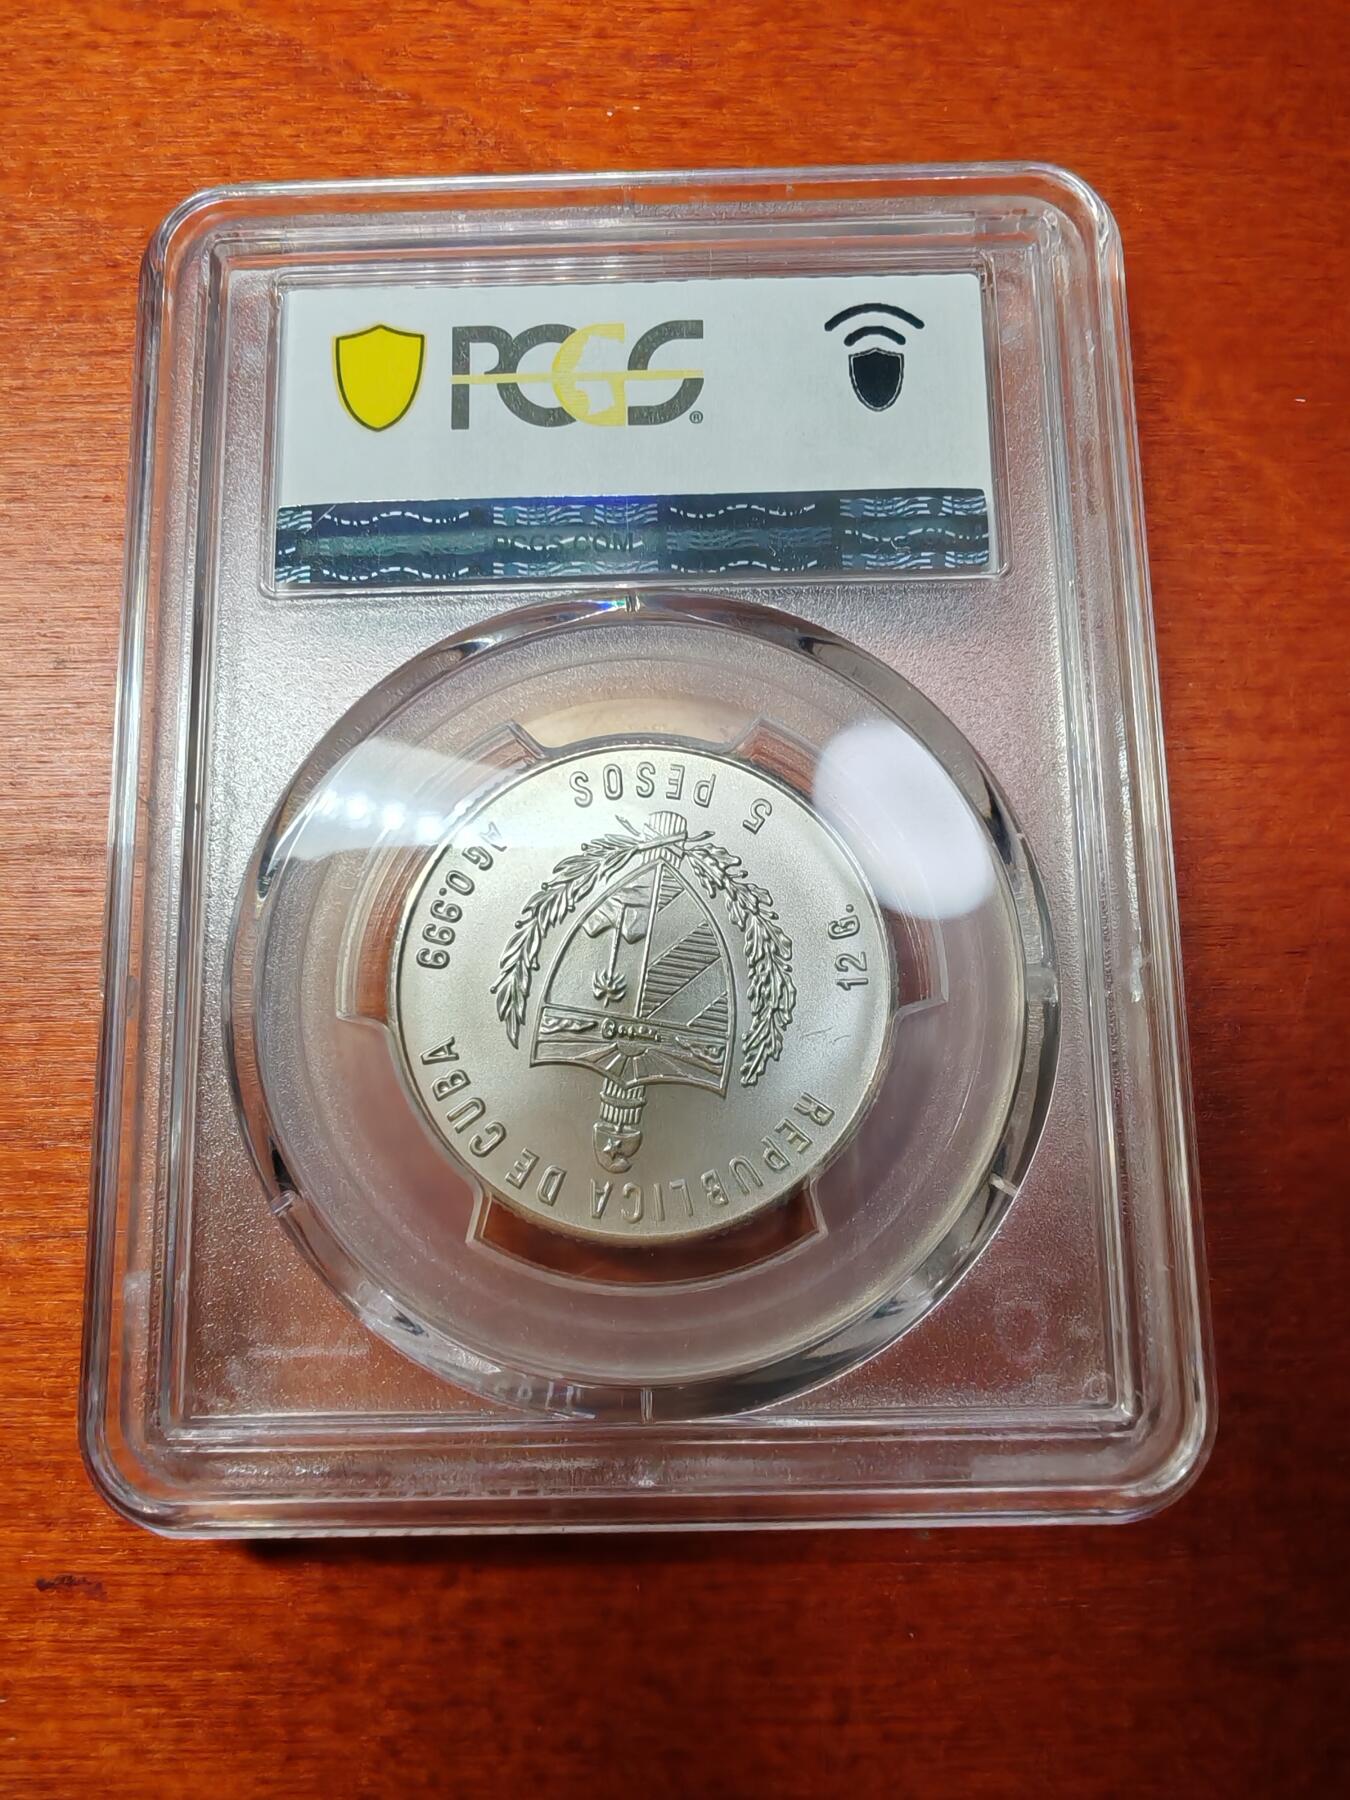 PCGS®
PCGS.COM
REPUBLICA DE CUBA
12 G.
AG 0.999
5 PESOS